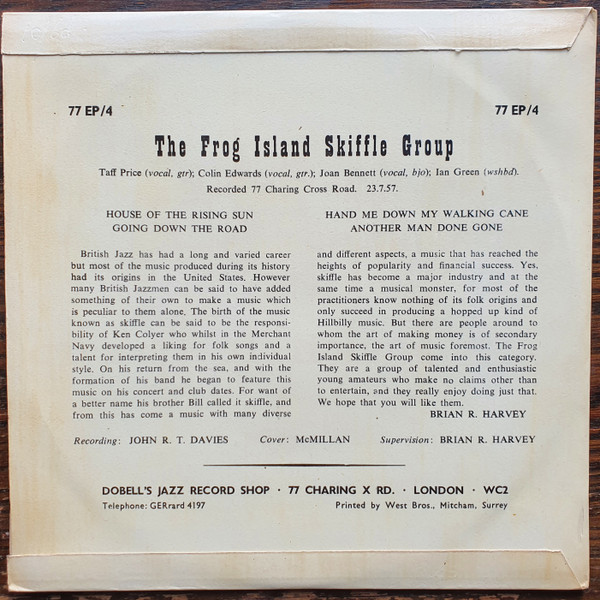 77 EP/4 77 EP/4
The Frog Island Skiffle Group
Taff Price (vocal, gtr); Colin Edwards (vocal, gtr.); Joan Bennett (vocal, bjo); Ian Green (wshbd).
Recorded 77 Charing Cross Road. 23.7.57.
HOUSE OF THE RISING SUN
GOING DOWN THE ROAD
HAND ME DOWN MY WALKING CANE
ANOTHER MAN DONE GONE
British Jazz has had a long and varied career
but most of the music produced during its history
had its origins in the United States. However
many British Jazzmen can be said to have added
something of their own to make a music which
is peculiar to them alone. The birth of the music
known as skiffle can be said to be the responsi-
bility of Ken Colyer who whilst in the Merchant
Navy developed a liking for folk songs and a
talent for interpreting them in his own individual
style. On his return from the sea, and with the
formation of his band he began to feature this
music on his concert and club dates. For want of
a better name his brother Bill called it skiffle, and
from this has come a music with many diverse
and different aspects, a music that has reached the
heights of popularity and financial success. Yes,
skiffle has become a major industry and at the
same time a musical monster, for most of the
practitioners know nothing of its folk origins and
only succeed in producing a hopped up kind of
Hillbilly music. But there are people around to
whom the art of making money is of secondary
importance, the art of music foremost. The Frog
Island Skiffle Group come into this category.
They are a group of talented and enthusiastic
young amateurs who make no claims other than
to entertain, and they really enjoy doing just that.
We hope that you will like them.
BRIAN R. HARVEY
Recording: JOHN R. T. DAVIES Cover: McMILLAN Supervision: BRIAN R. HARVEY
DOBELL'S JAZZ RECORD SHOP · 77 CHARING X RD. · LONDON · WC2
Telephone: GERrard 4197 Printed by West Bros., Mitcham, Surrey